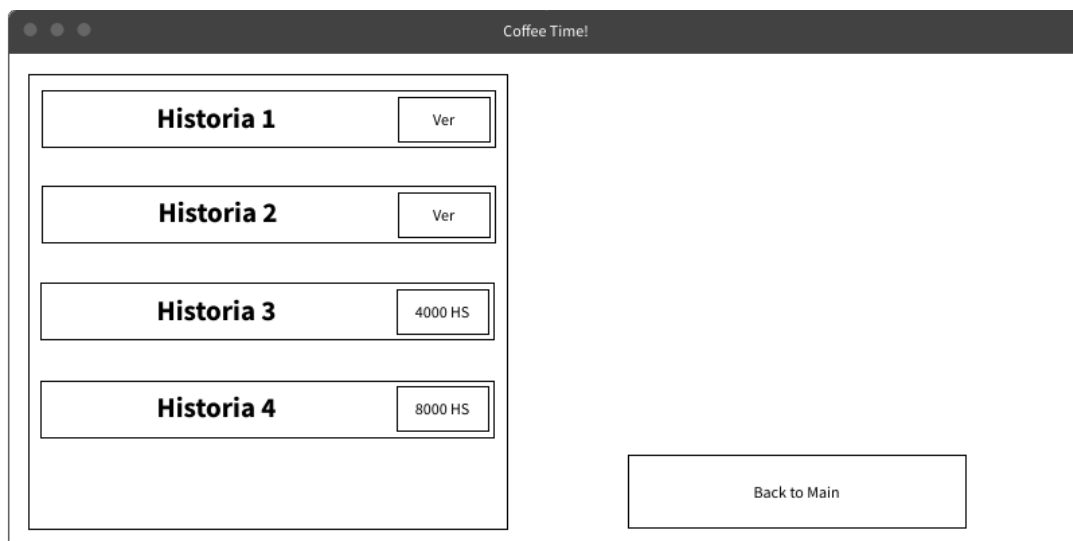 Coffee Time!
Historia 1
Ver
Historia 2
Ver
Historia 3
4000 HS
Historia 4
8000 HS
Back to Main